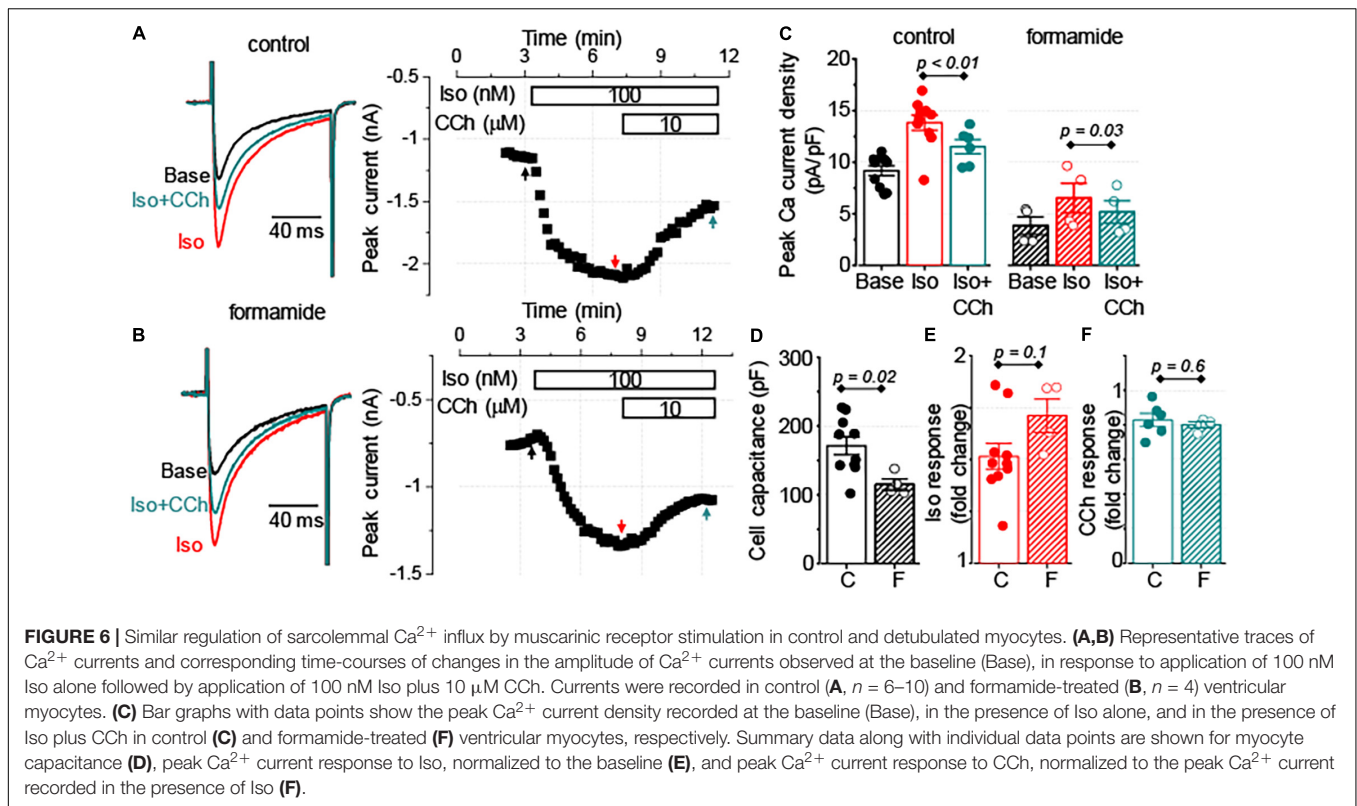 A
control
Base
Iso+CCh
Iso
40 ms
Time (min)
0 3 6 9 12
-0.5
-1
-1.5
-2
Peak current (nA)
Iso (nM) 100
CCh (μM) 10
B
formamide
Base
Iso+CCh
Iso
40 ms
Time (min)
0 3 6 9 12
-0.5
-1
-1.5
Peak current (nA)
Iso (nM) 100
CCh (μM) 10
C
control formamide
20
15
10
5
0
Peak Ca current density
(pA/pF)
p < 0.01
p = 0.03
Base Iso Iso+
CCh
Base Iso Iso+
CCh
D
300
200
100
0
Cell capacitance (pF)
p = 0.02
C F
E
2
1
Iso response
(fold change)
p = 0.1
C F
F
1
0
CCh response
(fold change)
p = 0.6
C F
FIGURE 6 | Similar regulation of sarcolemmal Ca2+ influx by muscarinic receptor stimulation in control and detubulated myocytes. (A,B) Representative traces of
Ca2+ currents and corresponding time-courses of changes in the amplitude of Ca2+ currents observed at the baseline (Base), in response to application of 100 nM
Iso alone followed by application of 100 nM Iso plus 10 μM CCh. Currents were recorded in control (A, n = 6–10) and formamide-treated (B, n = 4) ventricular
myocytes. (C) Bar graphs with data points show the peak Ca2+ current density recorded at the baseline (Base), in the presence of Iso alone, and in the presence of
Iso plus CCh in control (C) and formamide-treated (F) ventricular myocytes, respectively. Summary data along with individual data points are shown for myocyte
capacitance (D), peak Ca2+ current response to Iso, normalized to the baseline (E), and peak Ca2+ current response to CCh, normalized to the peak Ca2+ current
recorded in the presence of Iso (F).